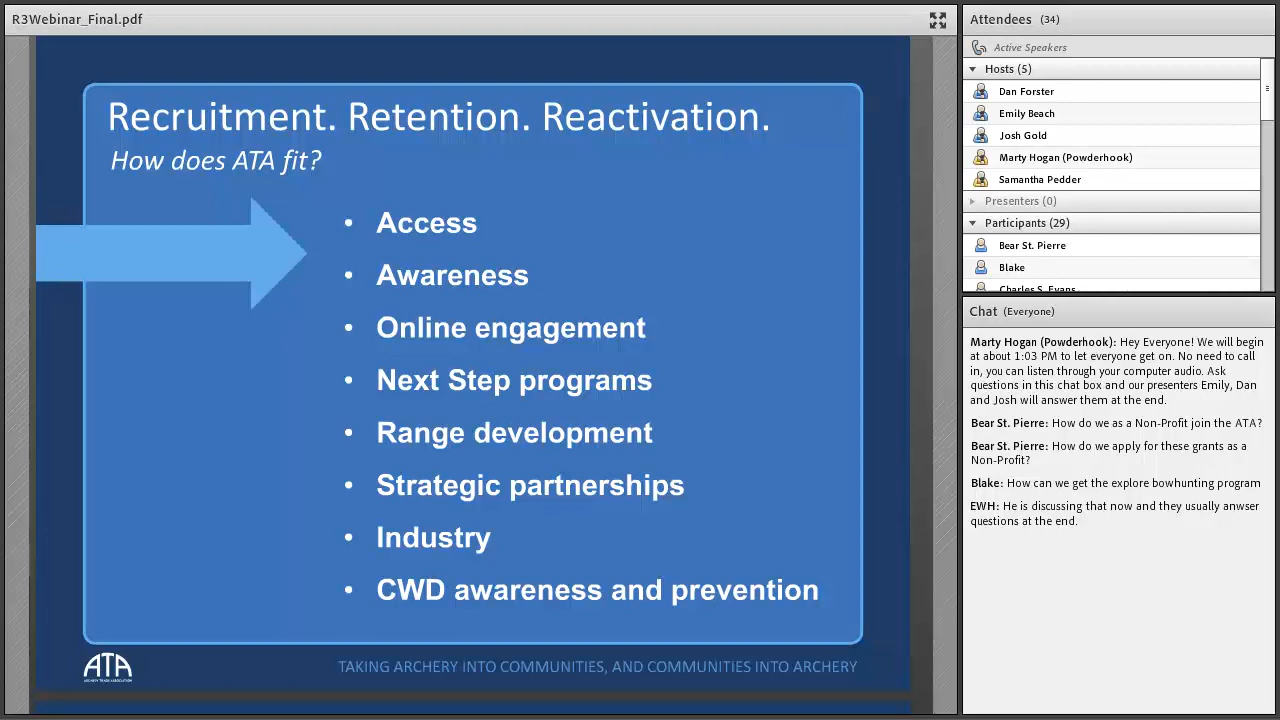 R3Webinar_Final.pdf
Recruitment. Retention. Reactivation.
How does ATA fit?
• Access
• Awareness
• Online engagement
• Next Step programs
• Range development
• Strategic partnerships
• Industry
• CWD awareness and prevention
ATA
ARCHERY TRADE ASSOCIATION
TAKING ARCHERY INTO COMMUNITIES, AND COMMUNITIES INTO ARCHERY
Attendees (34)
Active Speakers
Hosts (5)
Dan Forster
Emily Beach
Josh Gold
Marty Hogan (Powderhook)
Samantha Pedder
Presenters (0)
Participants (29)
Bear St. Pierre
Blake
Charles S. Evans
Chat (Everyone)
Marty Hogan (Powderhook): Hey Everyone! We will begin
at about 1:03 PM to let everyone get on. No need to call
in, you can listen through your computer audio. Ask
questions in this chat box and our presenters Emily, Dan
and Josh will answer them at the end.
Bear St. Pierre: How do we as a Non-Profit join the ATA?
Bear St. Pierre: How do we apply for these grants as a
Non-Profit?
Blake: How can we get the explore bowhunting program
EWH: He is discussing that now and they usually anwser
questions at the end.